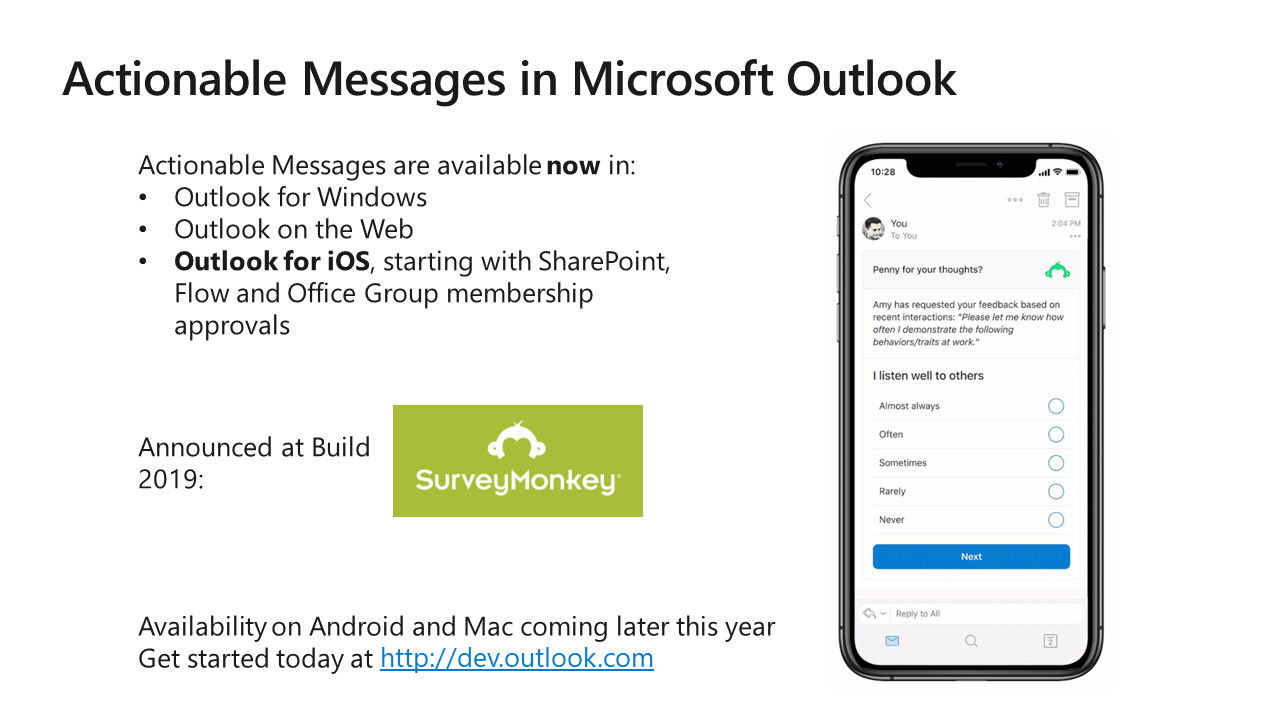 Actionable Messages in Microsoft Outlook
Actionable Messages are available now in:
• Outlook for Windows
• Outlook on the Web
• Outlook for iOS, starting with SharePoint,
Flow and Office Group membership
approvals
Announced at Build
2019:
SurveyMonkey®
Availability on Android and Mac coming later this year
Get started today at http://dev.outlook.com
10:28
You
2:04 PM
To You
Penny for your thoughts?
Amy has requested your feedback based on
recent interactions: "Please let me know how
often I demonstrate the following
behaviors/traits at work."
I listen well to others
Almost always
Often
Sometimes
Rarely
Never
Next
Reply to All
2